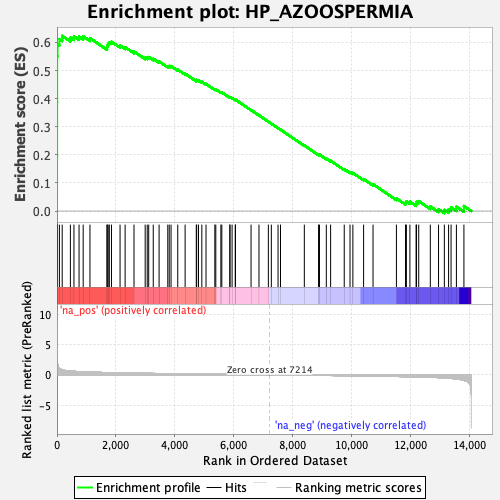 Enrichment plot: HP_AZOOSPERMIA
Enrichment score (ES)
0.6
0.5
0.4
0.3
0.2
0.1
0.0
'na_pos' (positively correlated)
Ranked list metric (PreRanked)
10
5
0
-5
Zero cross at 7214
'na_neg' (negatively correlated)
0
2,000
4,000
6,000
8,000
10,000
12,000
14,000
Rank in Ordered Dataset
Enrichment profile
Hits
Ranking metric scores